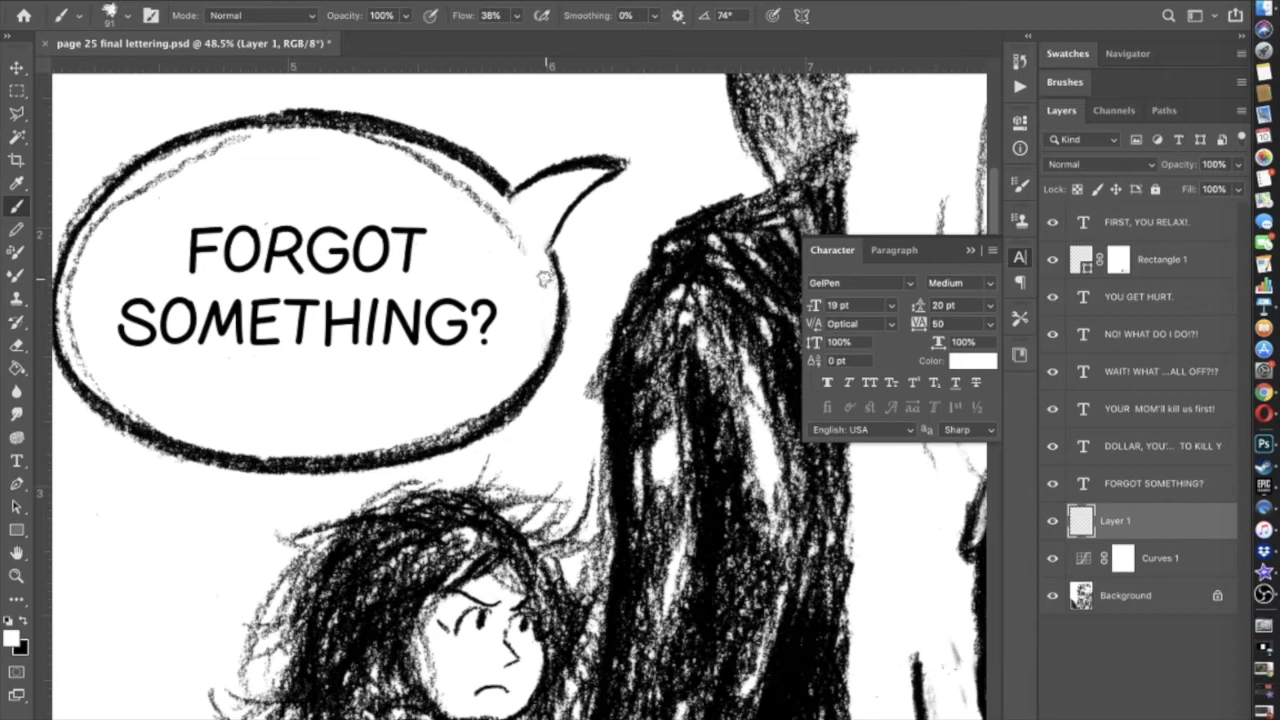 Mode: Normal Opacity: 100% Flow: 38% Smoothing: 0% 74°
91
page 25 final lettering.psd @ 48.5% (Layer 1, RGB/8*) *
5 6 7
2
3
FORGOT
SOMETHING?
Character Paragraph
GelPen Medium
19 pt 20 pt
Optical 50
100% 100%
0 pt Color:
English: USA Sharp
Swatches Navigator
Brushes
Layers Channels Paths
Kind
Normal Opacity: 100%
Lock: Fill: 100%
FIRST, YOU RELAX!.
Rectangle 1
YOU GET HURT.
NO! WHAT DO I DO!?!
WAIT! WHAT ...ALL OFF?!?
YOUR MOM'll kill us first!
DOLLAR, YOU'... TO KILL Y
FORGOT SOMETHING?
Layer 1
Curves 1
Background